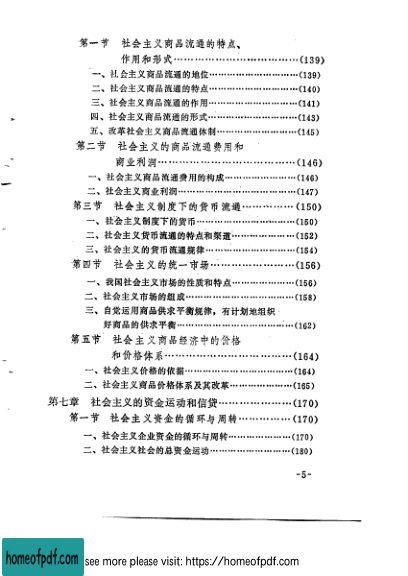 第一节 社会主义商品流通的特点、
作用和形式…………………………(139)
一、社会主义商品流通的地位…………………………(139)
二、社会主义商品流通的特点…………………………(140)
三、社会主义商品流通的作用…………………………(141)
四、社会主义商品流通的形式…………………………(143)
五、改革社会主义商品流通体制………………………(145)
第二节 社会主义的商品流通费用和
商业利润……………………………(146)
一、社会主义商品流通费用的构成……………………(146)
二、社会主义商业利润…………………………………(147)
第三节 社会主义制度下的货币流通…………(150)
一、社会主义制度下的货币……………………………(150)
二、社会主义货币流通的特点和渠道…………………(152)
三、社会主义的货币流通规律…………………………(154)
第四节 社会主义的统一市场…………………(156)
一、我国社会主义市场的性质和特点…………………(156)
二、社会主义市场的组成………………………………(158)
三、自觉运用商品供求平衡规律，有计划地组织
好商品的供求平衡…………………………………(162)
第五节 社会主义商品经济中的价格
和价格体系…………………………(164)
一、社会主义价格的依据………………………………(164)
二、社会主义商品价格体系及其改革…………………(165)
第七章 社会主义的资金运动和信贷…………………(170)
第一节 社会主义资金的循环与周转…………(170)
一、社会主义企业资金的循环与周转…………………(170)
二、社会主义社会的总资金运动………………………(180)
-5-
homeofpdf.com
see more please visit: https://homeofpdf.com